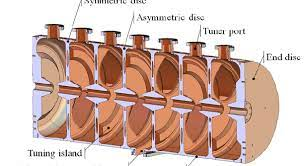 Symmetric disc
Asymmetric disc
Tuner port
End disc
Tuning island